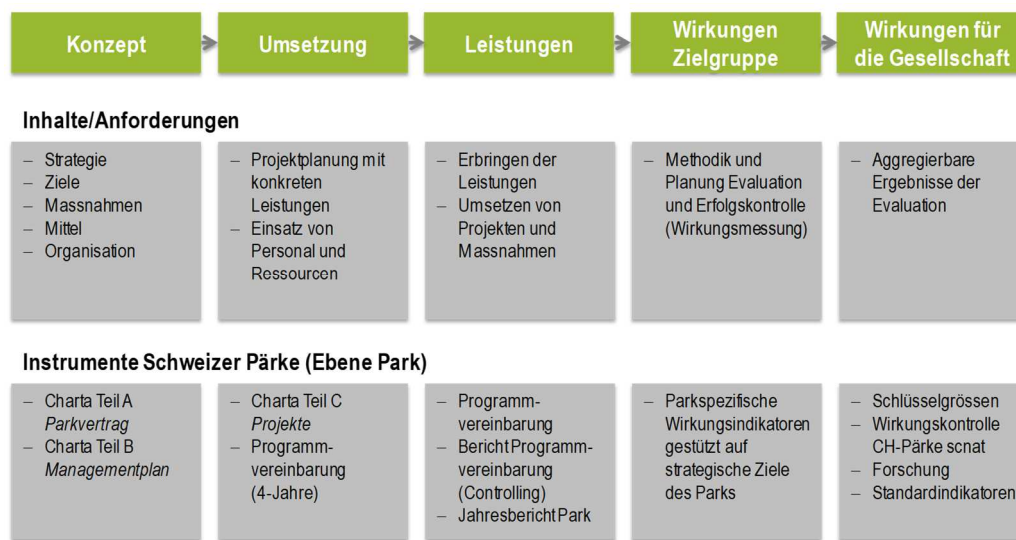 Konzept
Umsetzung
Leistungen
Wirkungen
Zielgruppe
Wirkungen für
die Gesellschaft
Inhalte/Anforderungen
– Strategie
– Ziele
– Massnahmen
– Mittel
– Organisation
– Projektplanung mit
konkreten
Leistungen
– Einsatz von
Personal und
Ressourcen
– Erbringen der
Leistungen
– Umsetzen von
Projekten und
Massnahmen
– Methodik und
Planung Evaluation
und Erfolgskontrolle
(Wirkungsmessung)
– Aggregierbare
Ergebnisse der
Evaluation
Instrumente Schweizer Pärke (Ebene Park)
– Charta Teil A
Parkvertrag
– Charta Teil B
Managementplan
– Charta Teil C
Projekte
– Programm-
vereinbarung
(4-Jahre)
– Programm-
vereinbarung
– Bericht Programm-
vereinbarung
(Controlling)
– Jahresbericht Park
– Parkspezifische
Wirkungsindikatoren
gestützt auf
strategische Ziele
des Parks
– Schlüsselgrössen
– Wirkungskontrolle
CH-Pärke scnat
– Forschung
– Standardindikatoren